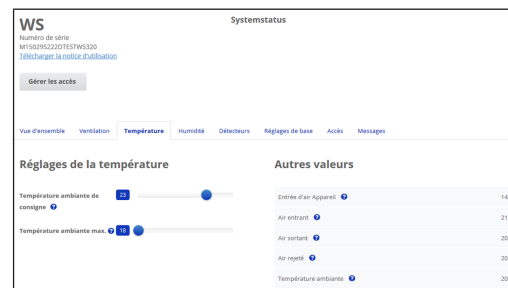 WS
Systemstatus
Numéro de série
M150295222DTESTWS320
Télécharger la notice d'utilisation
Gérer les accès
Vue d'ensemble Ventilation Température Humidité Détecteurs Réglages de base Accès Messages
Réglages de la température
Température ambiante de consigne 23
Température ambiante max. 18
Autres valeurs
Entrée d'air Appareil 14
Air entrant 21
Air sortant 20
Air rejeté 20
Température ambiante 20